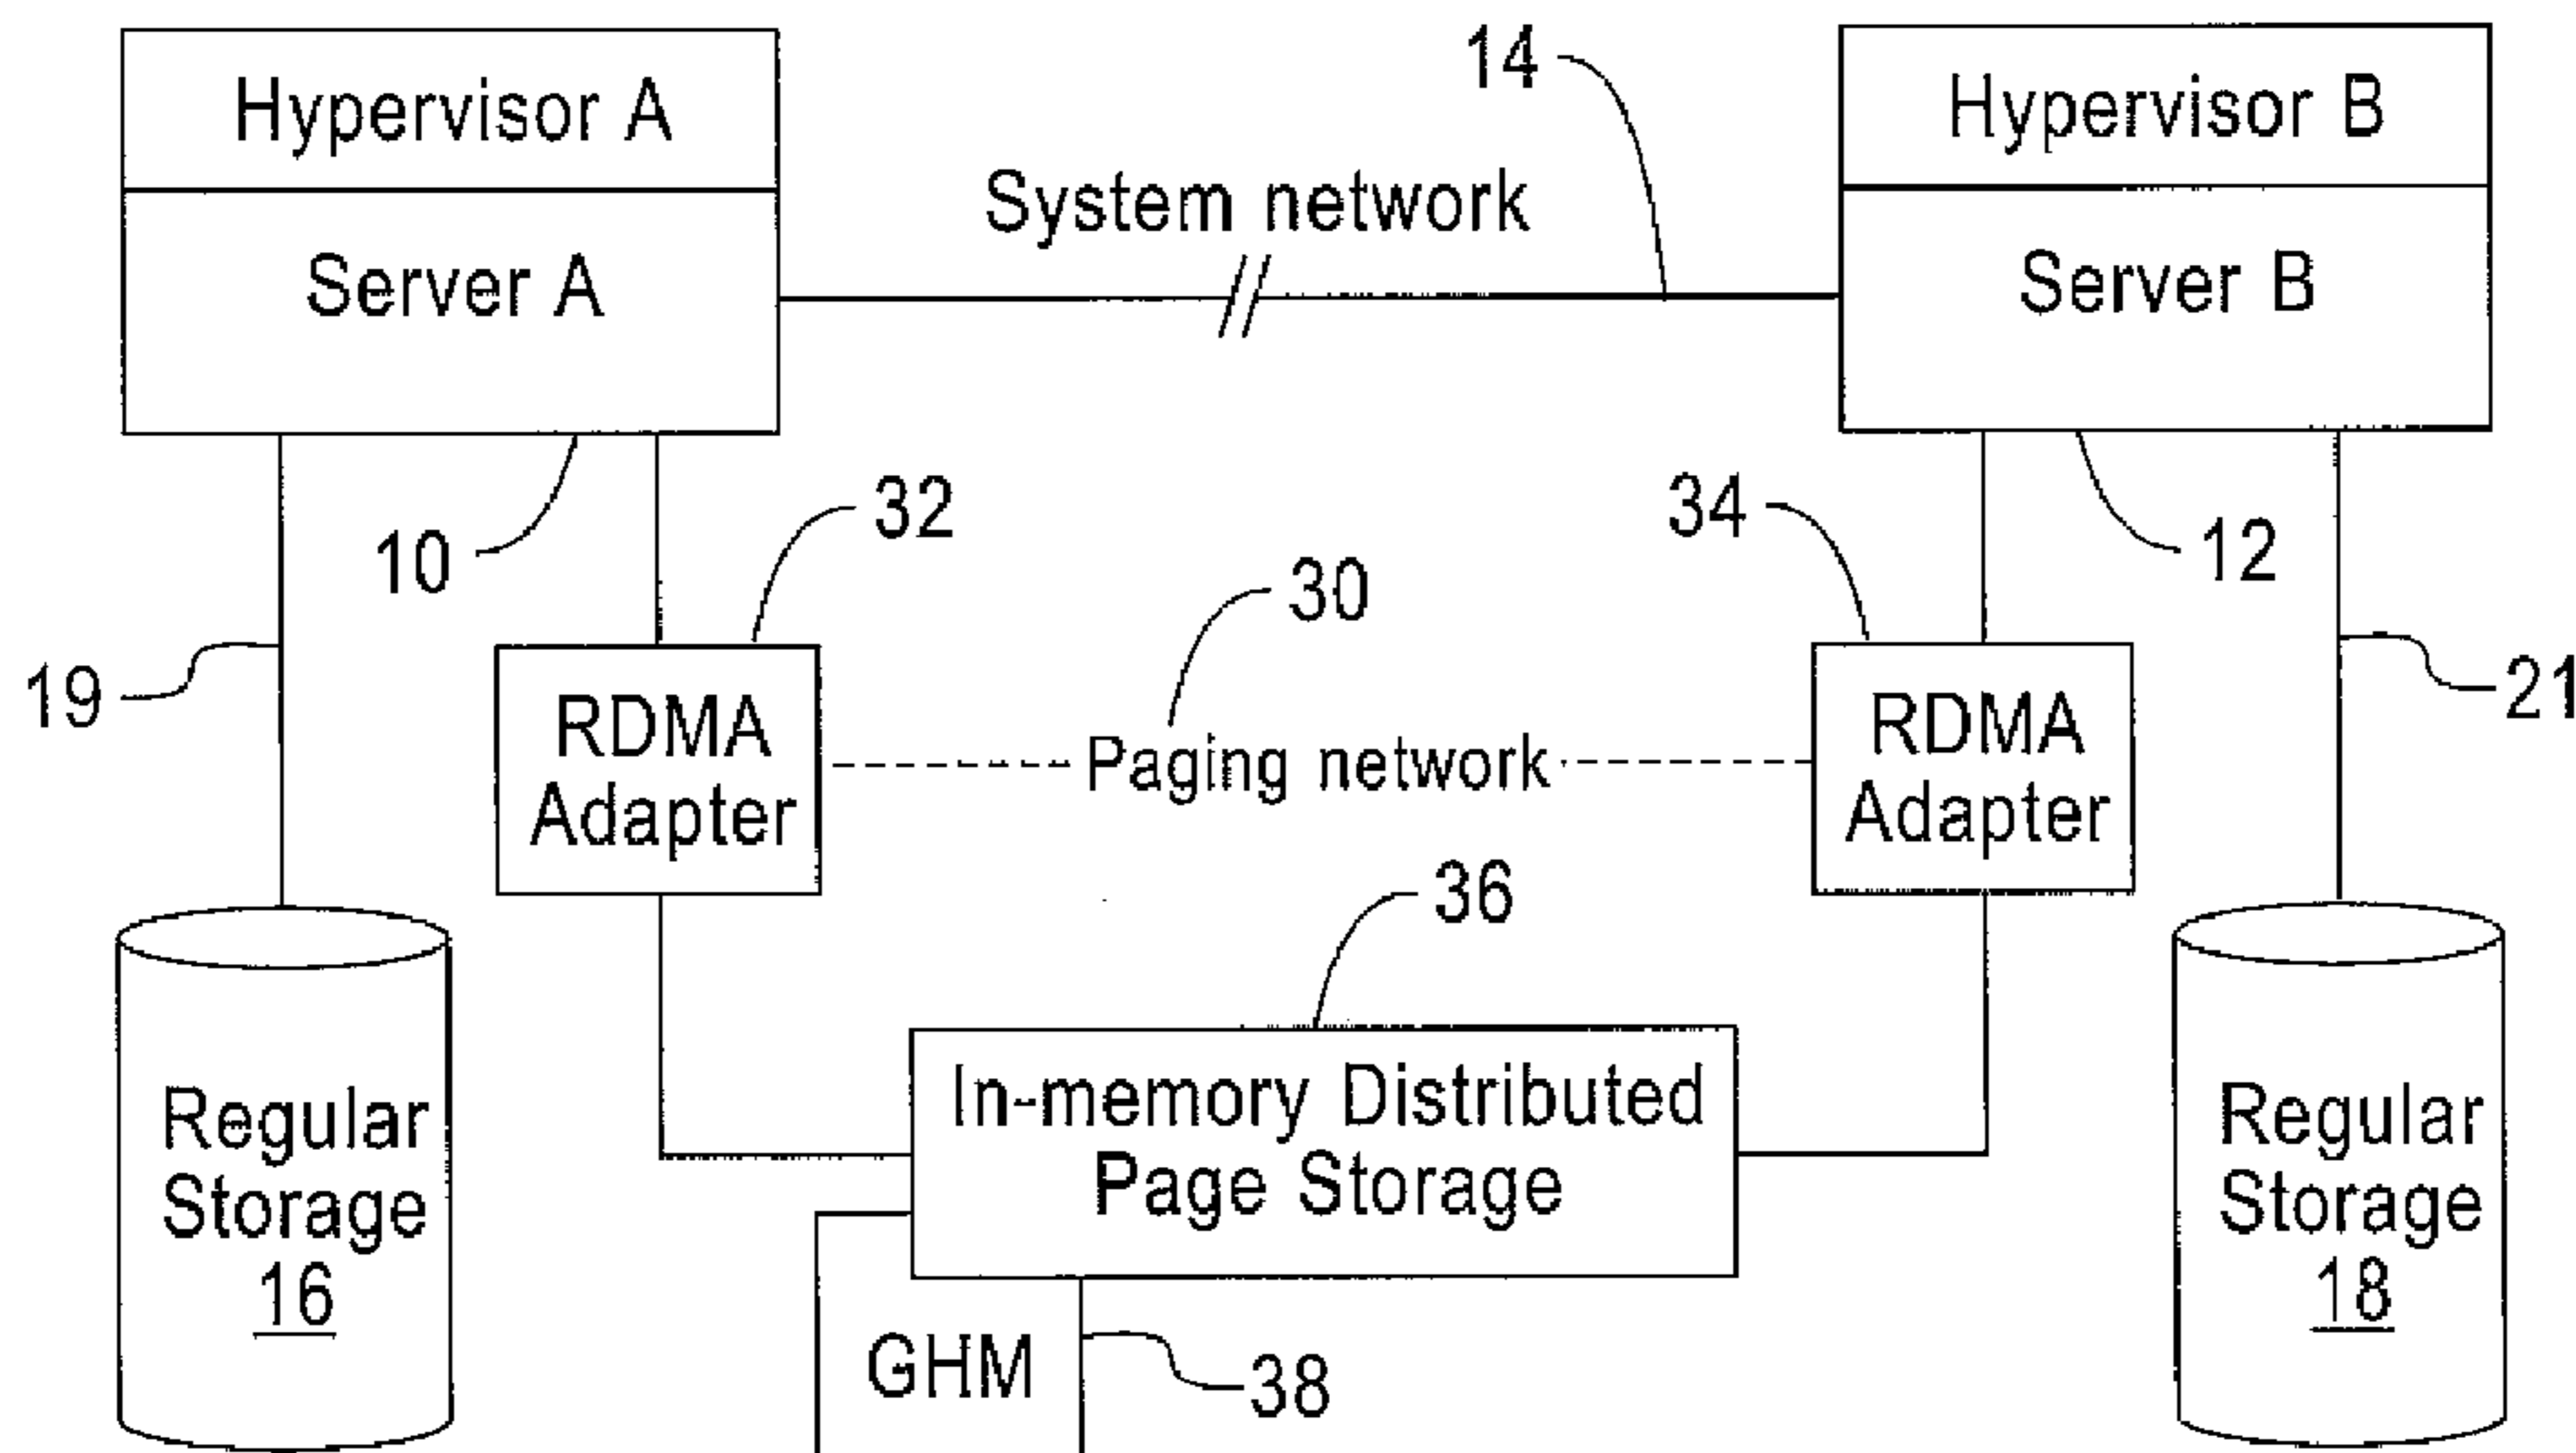 Hypervisor A
14
Hypervisor B
System network
Server A
Server B
10
32
34
12
30
19
21
RDMA
Adapter
Paging network
RDMA
Adapter
36
In-memory Distributed
Page Storage
Regular
Storage
16
Regular
Storage
18
GHM
38